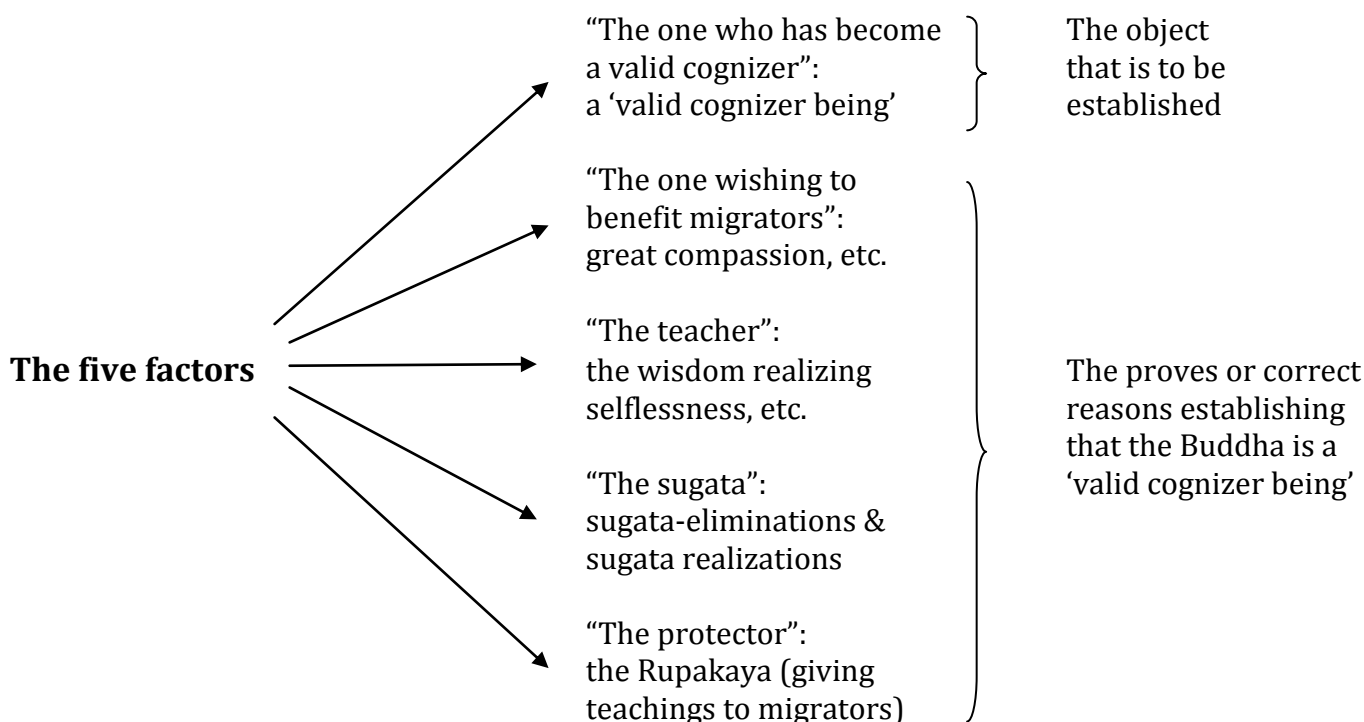 “The one who has become
a valid cognizer”:
a ‘valid cognizer being’
The object
that is to be
established
“The one wishing to
benefit migrators”:
great compassion, etc.
The five factors
“The teacher”:
the wisdom realizing
selflessness, etc.
“The sugata”:
sugata-eliminations &
sugata realizations
“The protector”:
the Rupakaya (giving
teachings to migrators)
The proves or correct
reasons establishing
that the Buddha is a
‘valid cognizer being’